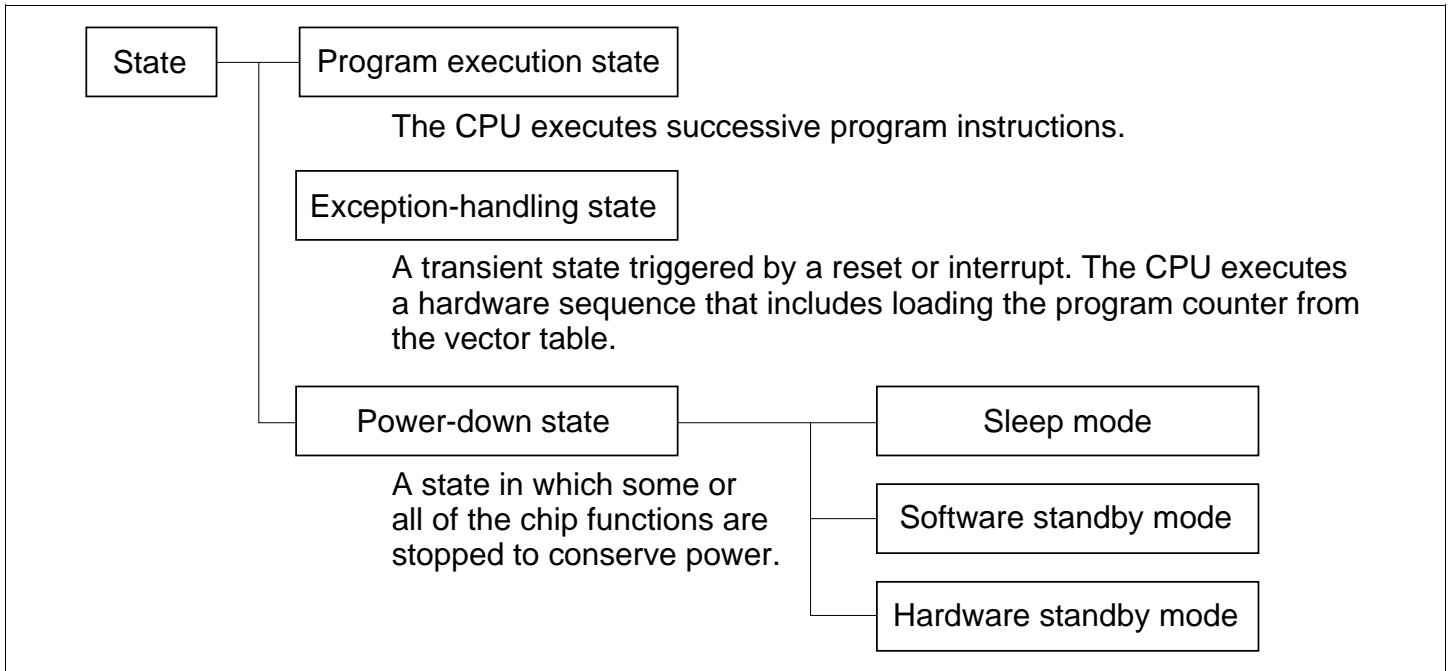 State
Program execution state
The CPU executes successive program instructions.
Exception-handling state
A transient state triggered by a reset or interrupt. The CPU executes
a hardware sequence that includes loading the program counter from
the vector table.
Power-down state
A state in which some or
all of the chip functions are
stopped to conserve power.
Sleep mode
Software standby mode
Hardware standby mode